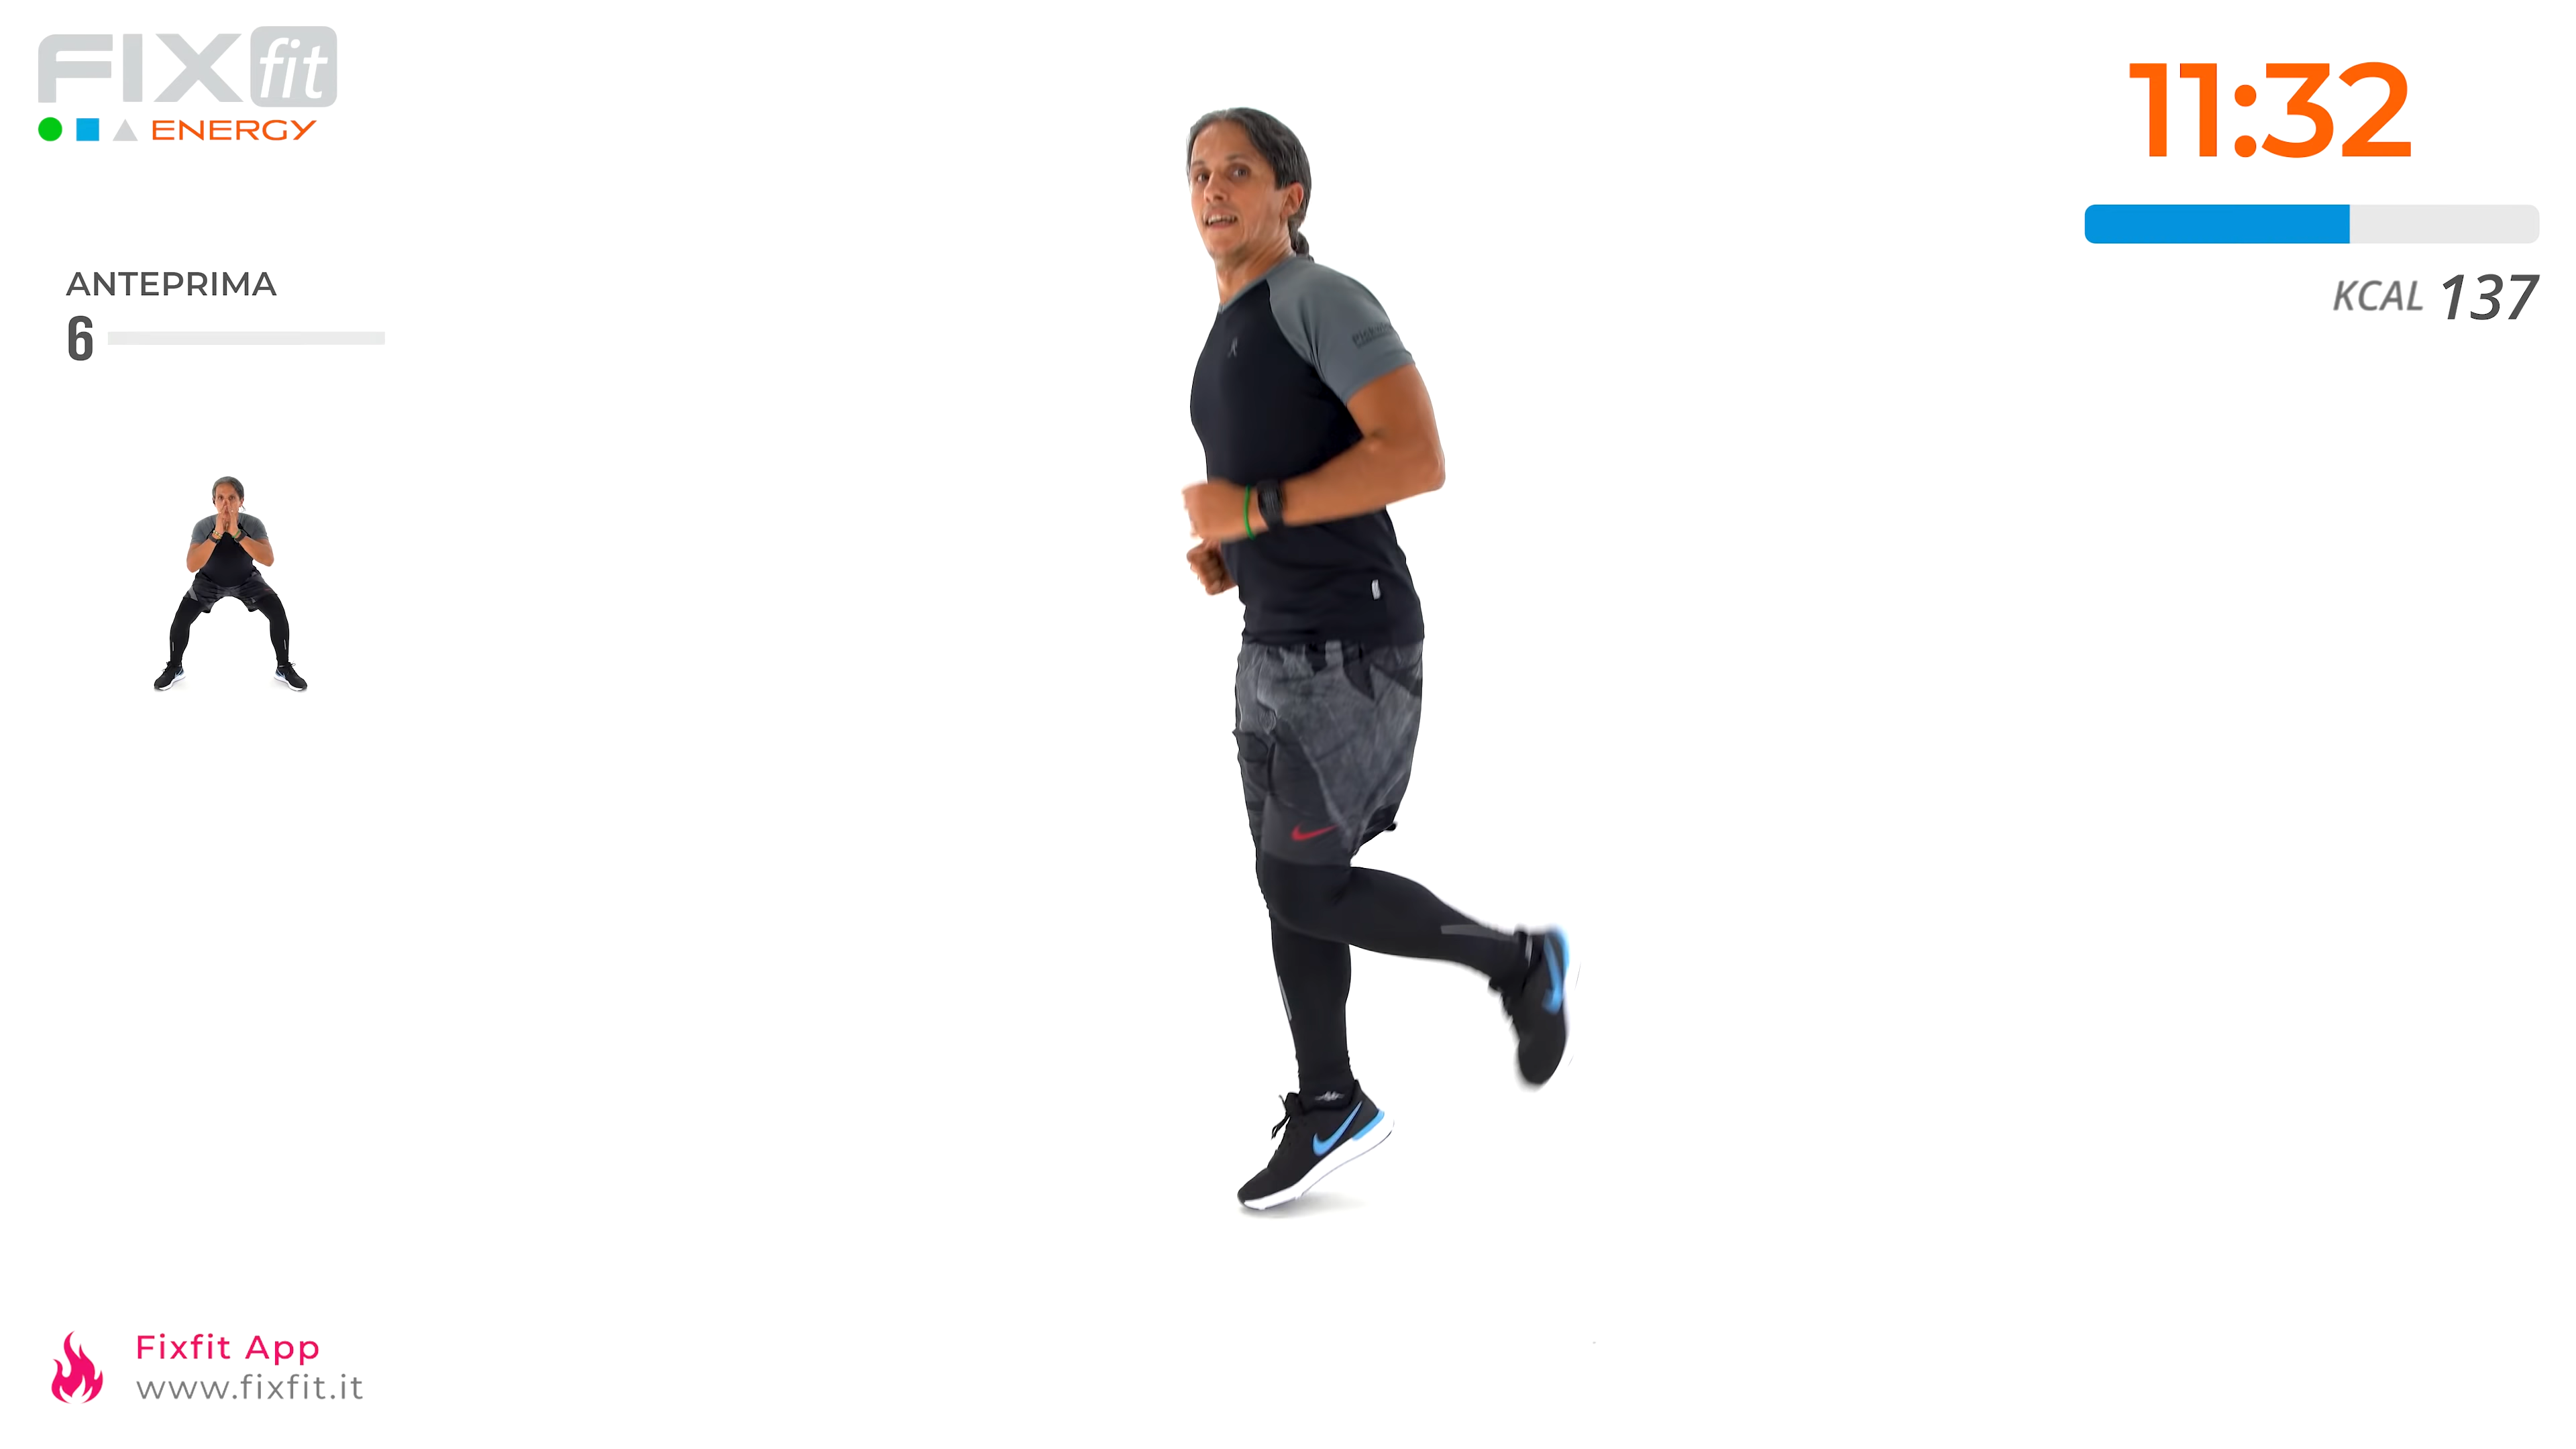 FIX fit
ENERGY
11:32
KCAL 137
ANTEPRIMA
6
Fixfit App
www.fixfit.it